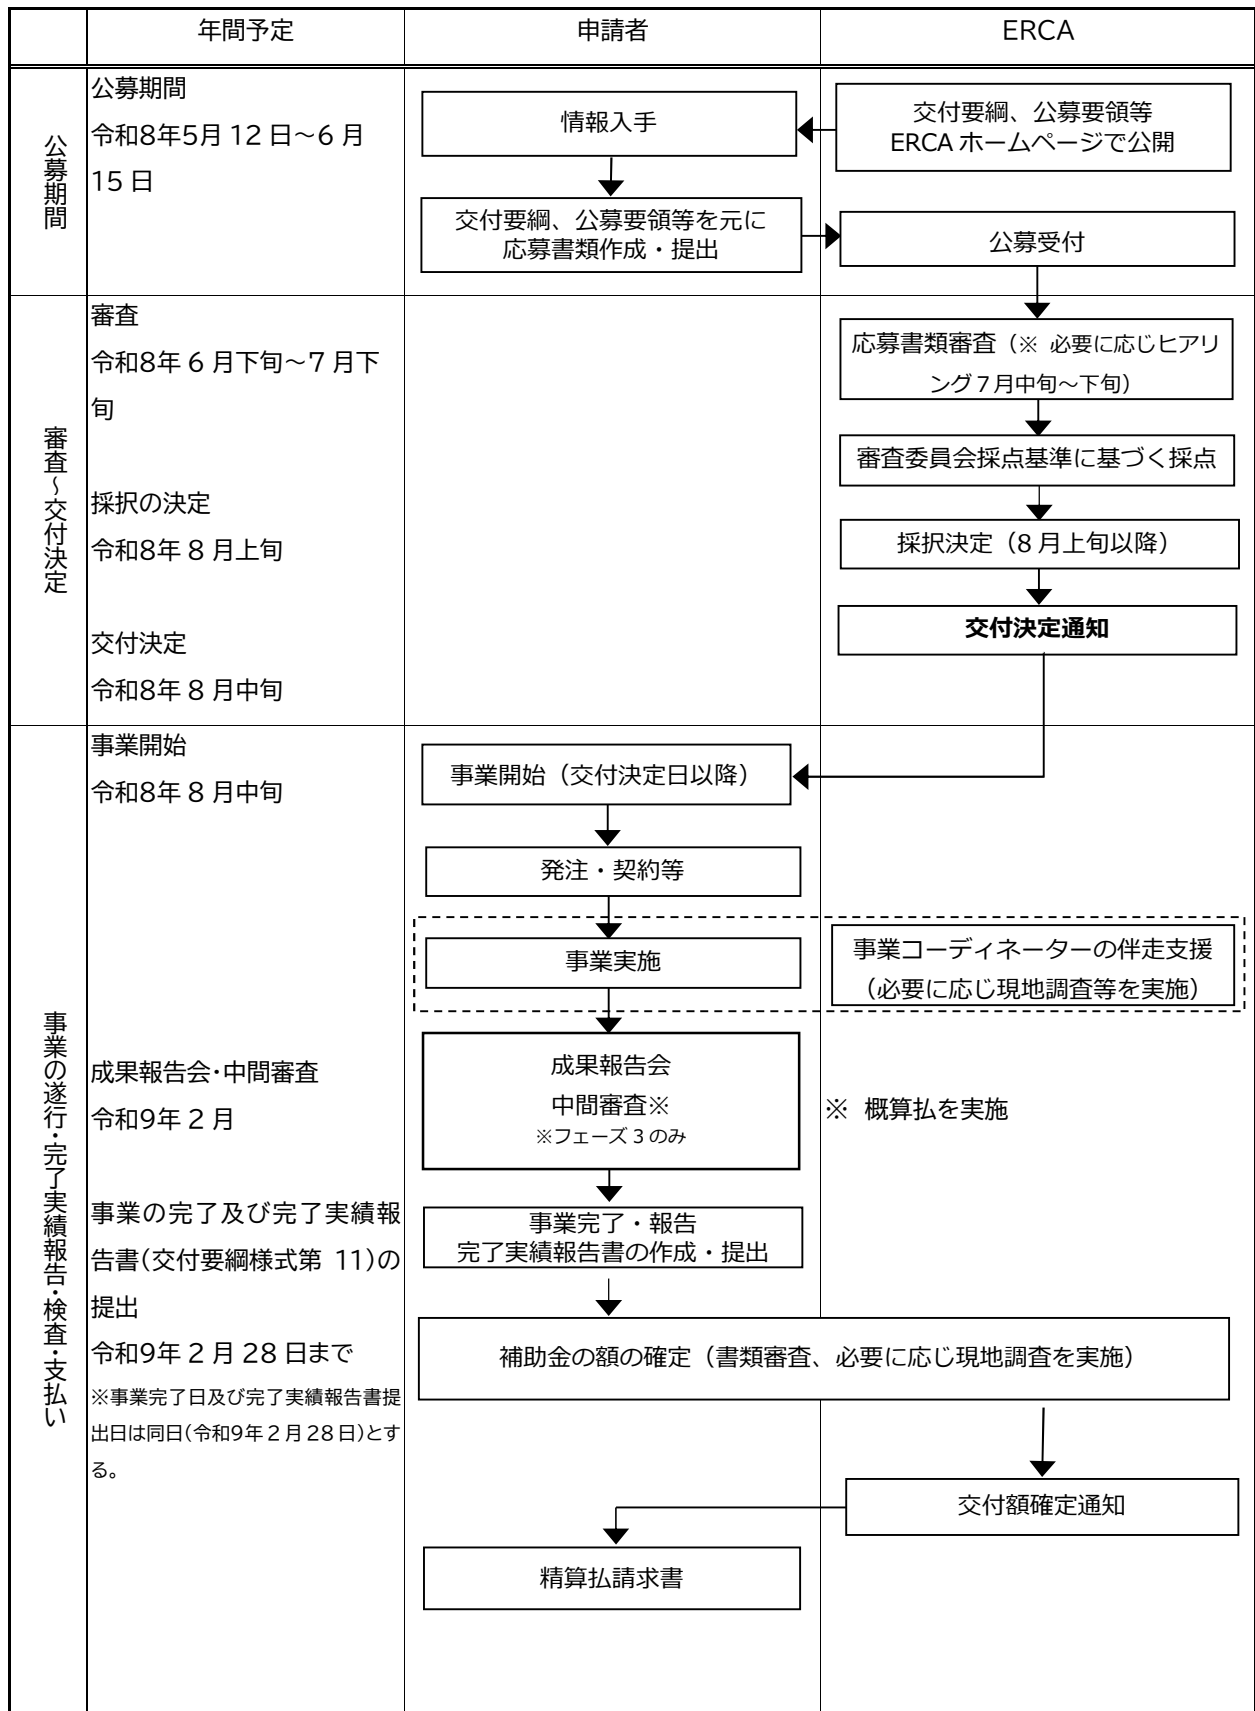 年間予定
申請者
ERCA
公募期間
公募期間
令和8年5月 12 日～6 月
15 日
情報入手
交付要綱、公募要領等
ERCA ホームページで公開
交付要綱、公募要領等を元に
応募書類作成・提出
公募受付
審査～交付決定
審査
令和8年 6 月下旬～7 月下
旬
採択の決定
令和8年 8 月上旬
交付決定
令和8年 8 月中旬
応募書類審査（※ 必要に応じヒアリ
ング７月中旬～下旬）
審査委員会採点基準に基づく採点
採択決定（8 月上旬以降）
交付決定通知
事業の遂行・完了実績報告・検査・支払い
事業開始
令和8年 8 月中旬
成果報告会・中間審査
令和9年 2 月
事業の完了及び完了実績報
告書（交付要綱様式第 11）の
提出
令和9年 2 月 28 日まで
※事業完了日及び完了実績報告書提
出日は同日（令和9年２月28日）とす
る。
事業開始（交付決定日以降）
発注・契約等
事業実施
事業コーディネーターの伴走支援
（必要に応じ現地調査等を実施）
成果報告会
中間審査※
※フェーズ３のみ
※ 概算払を実施
事業完了・報告
完了実績報告書の作成・提出
補助金の額の確定（書類審査、必要に応じ現地調査を実施）
交付額確定通知
精算払請求書